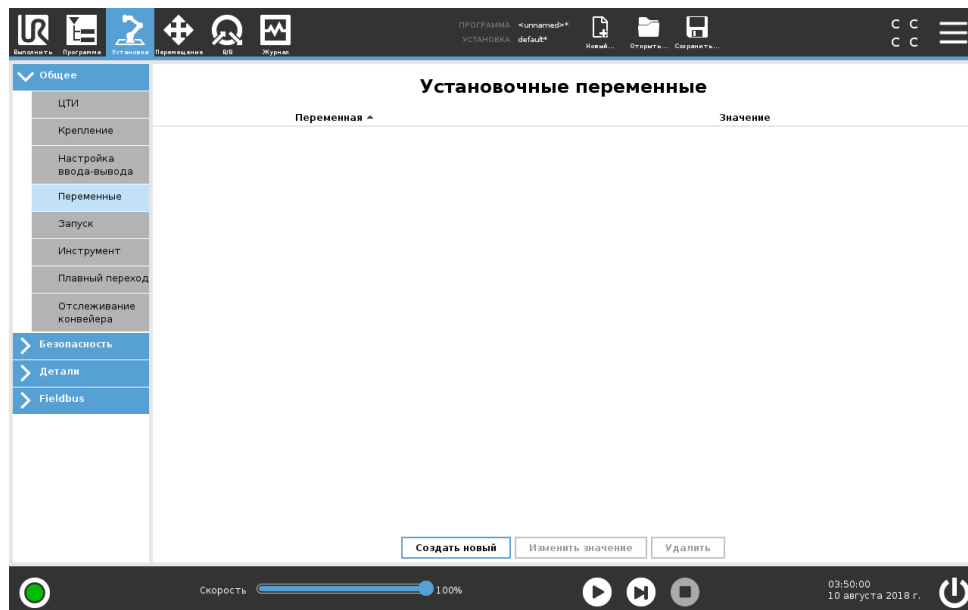 UR
ПРОГРАММА <unnamed>*
УСТАНОВКА default*
C C
C C
Выполнить Программа Установка Перемещение В/В Журнал Новый... Открыть... Сохранить...
Общее
ЦТИ
Крепление
Настройка
ввода-вывода
Переменные
Запуск
Инструмент
Плавный переход
Отслеживание
конвейера
Безопасность
Детали
Fieldbus
Установочные переменные
Переменная Значение
Создать новый Изменить значение Удалить
Скорость 100%
03:50:00
10 августа 2018 г.